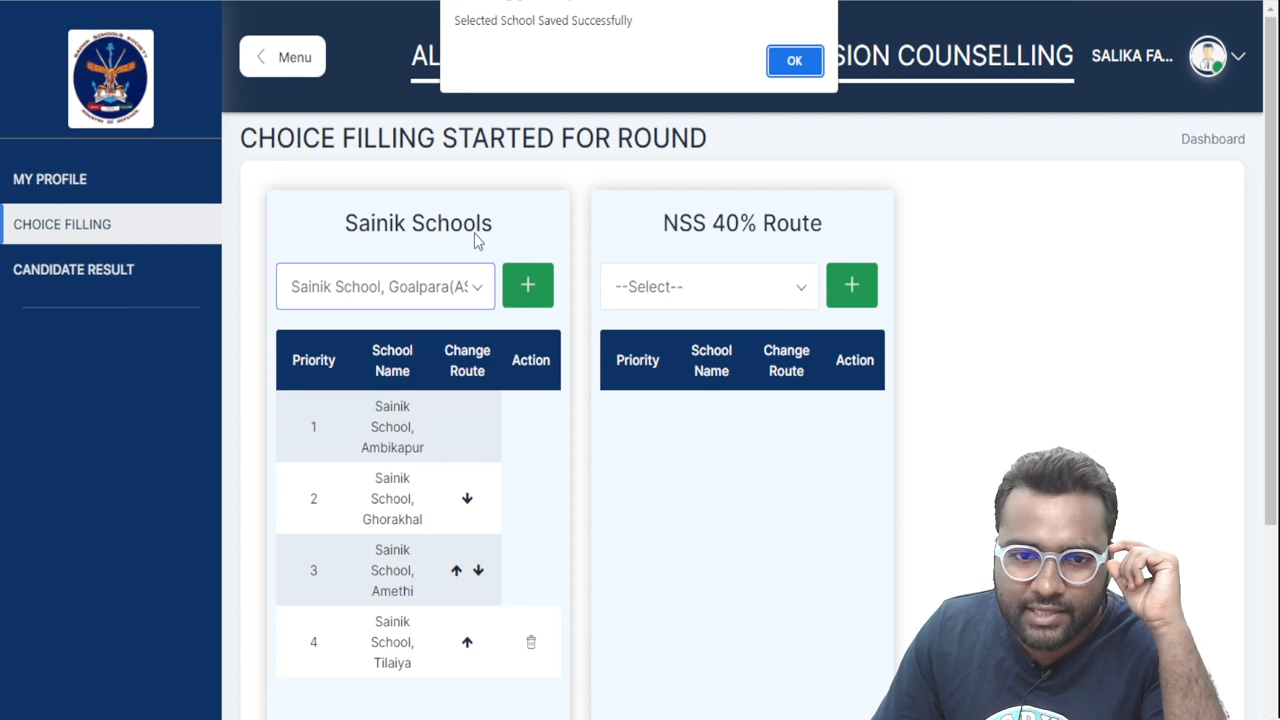 Selected School Saved Successfully
OK
Menu
AL
SION COUNSELLING
SALIKA FA...
MY PROFILE
CHOICE FILLING
CANDIDATE RESULT
CHOICE FILLING STARTED FOR ROUND
Dashboard
Sainik Schools
Sainik School, Goalpara(AS
Priority
School
Name
Change
Route
Action
1
Sainik
School,
Ambikapur
2
Sainik
School,
Ghorakhal
3
Sainik
School,
Amethi
4
Sainik
School,
Tilaiya
NSS 40% Route
--Select--
Priority
School
Name
Change
Route
Action